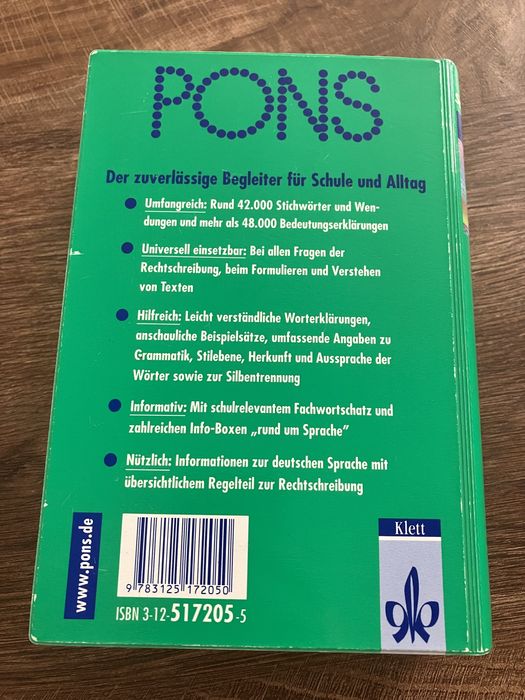 PONS
Der zuverlässige Begleiter für Schule und Alltag
Umfangreich: Rund 42.000 Stichwörter und Wen-
dungen und mehr als 48.000 Bedeutungserklärungen
Universell einsetzbar: Bei allen Fragen der
Rechtschreibung, beim Formulieren und Verstehen
von Texten
Hilfreich: Leicht verständliche Worterklärungen,
anschauliche Beispielsätze, umfassende Angaben zu
Grammatik, Stilebene, Herkunft und Aussprache der
Wörter sowie zur Silbentrennung
Informativ: Mit schulrelevantem Fachwortschatz und
zahlreichen Info-Boxen „rund um Sprache”
Nützlich: Informationen zur deutschen Sprache mit
übersichtlichem Regelteil zur Rechtschreibung
www.pons.de
9 783125 172050
ISBN 3-12-517205-5
Klett